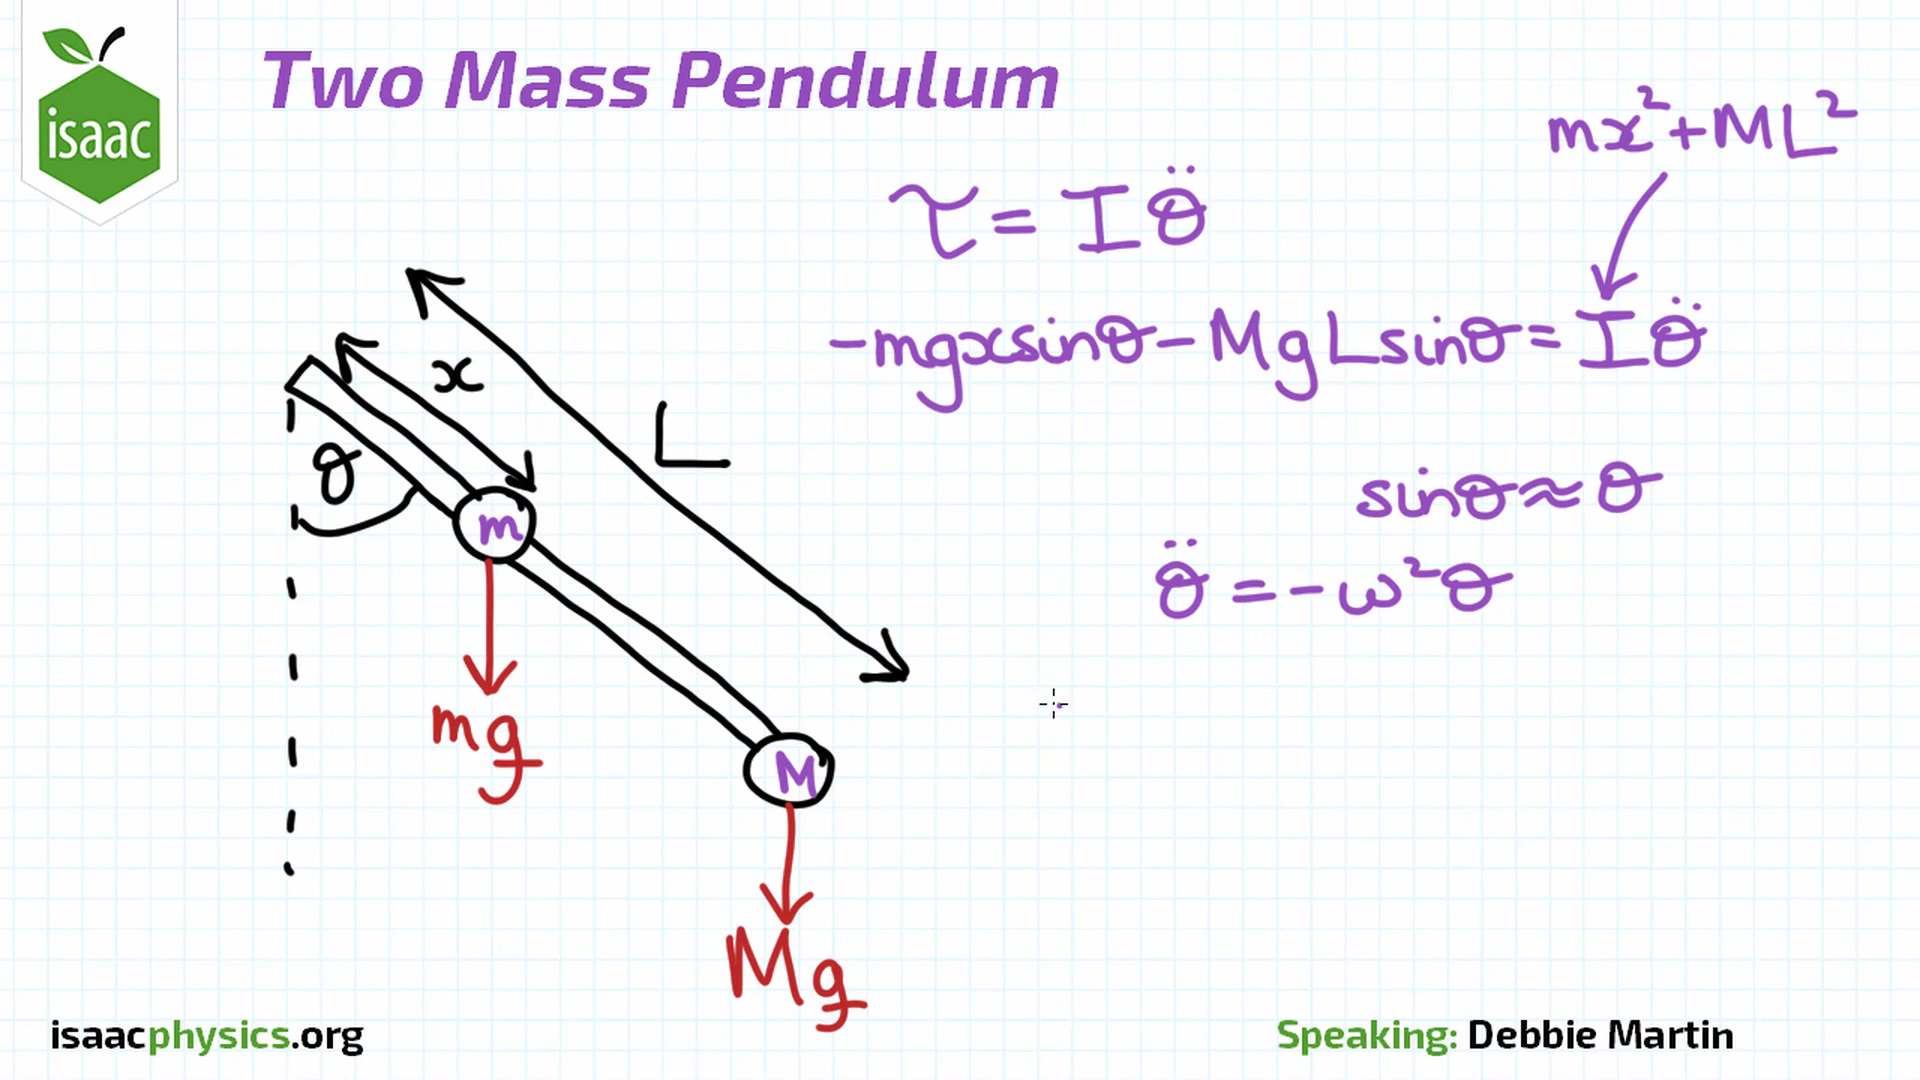 isaac
Two Mass Pendulum
mx²+ML²
τ=Iθ̈
-mgxsinθ-MgLsinθ=Iθ̈
x
L
θ
sinθ≈θ
θ̈=-ω²θ
m
mg
M
Mg
isaacphysics.org
Speaking: Debbie Martin